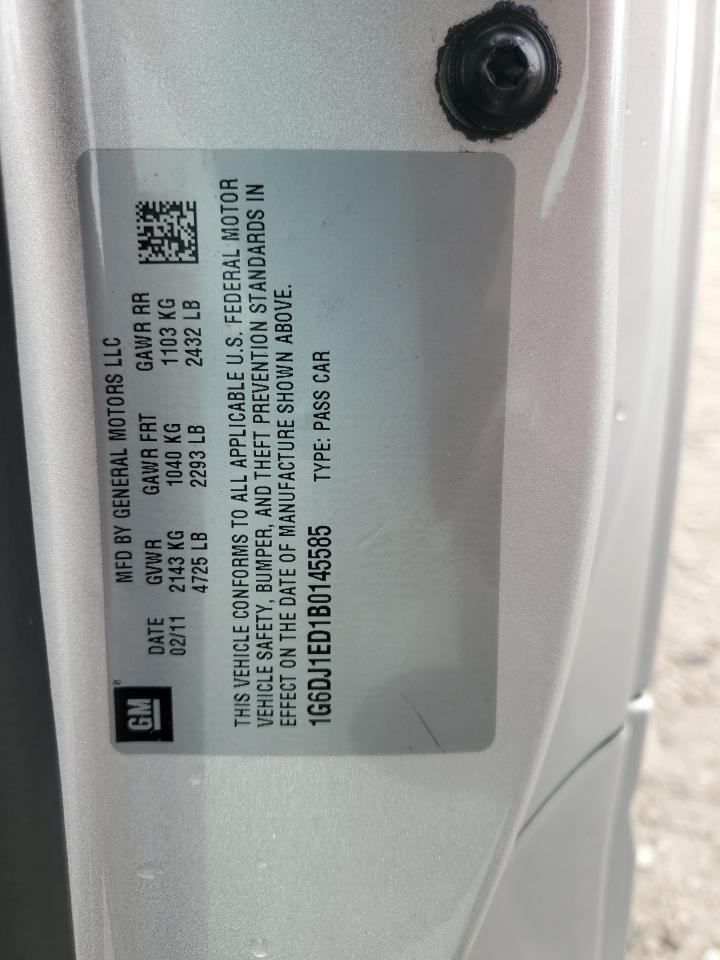 GM®
MFD BY GENERAL MOTORS LLC
DATE GVWR GAWR FRT GAWR RR
02/11 2143 KG 1040 KG 1103 KG
4725 LB 2293 LB 2432 LB
THIS VEHICLE CONFORMS TO ALL APPLICABLE U.S. FEDERAL MOTOR
VEHICLE SAFETY, BUMPER, AND THEFT PREVENTION STANDARDS IN
EFFECT ON THE DATE OF MANUFACTURE SHOWN ABOVE.
1G6DJ1ED1B0145585 TYPE: PASS CAR